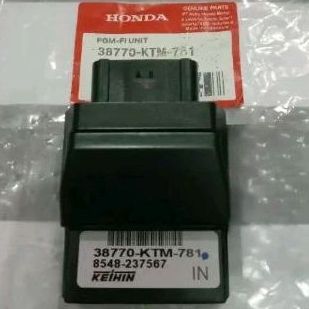 HONDA
GENUINE PARTS
PGM-FI UNIT
38770-KTM-781
38770-KTM-781
8548-237567
KEIHIN
IN